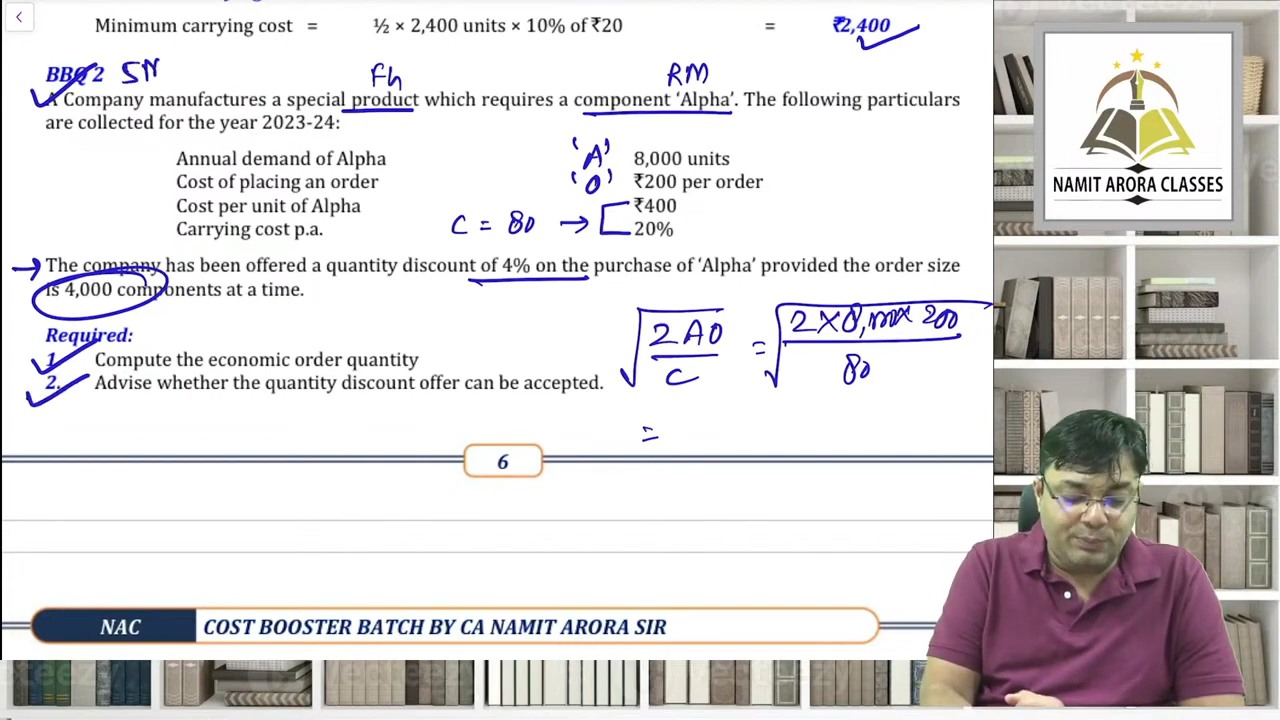 Minimum carrying cost = ½ × 2,400 units × 10% of ₹20 = ₹2,400
BBQ 2 SN
Fh RM
A Company manufactures a special product which requires a component ‘Alpha’. The following particulars
are collected for the year 2023-24:
Annual demand of Alpha 'A' 8,000 units
Cost of placing an order 'O' ₹200 per order
Cost per unit of Alpha ₹400
Carrying cost p.a. C = 80 → 20%
→ The company has been offered a quantity discount of 4% on the purchase of ‘Alpha’ provided the order size
is 4,000 components at a time.
Required:
1. Compute the economic order quantity
2. Advise whether the quantity discount offer can be accepted.
√2AO/C = √2×8,000×200/80
=
6
NAC COST BOOSTER BATCH BY CA NAMIT ARORA SIR
NAMIT ARORA CLASSES